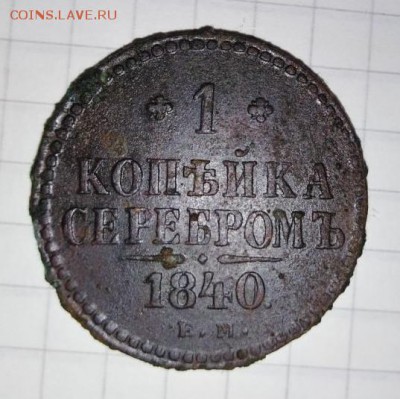 COINS.LAVE.RU
1
КОПѢЙКА
СЕРЕБРОМЪ
1840.
Е.М.